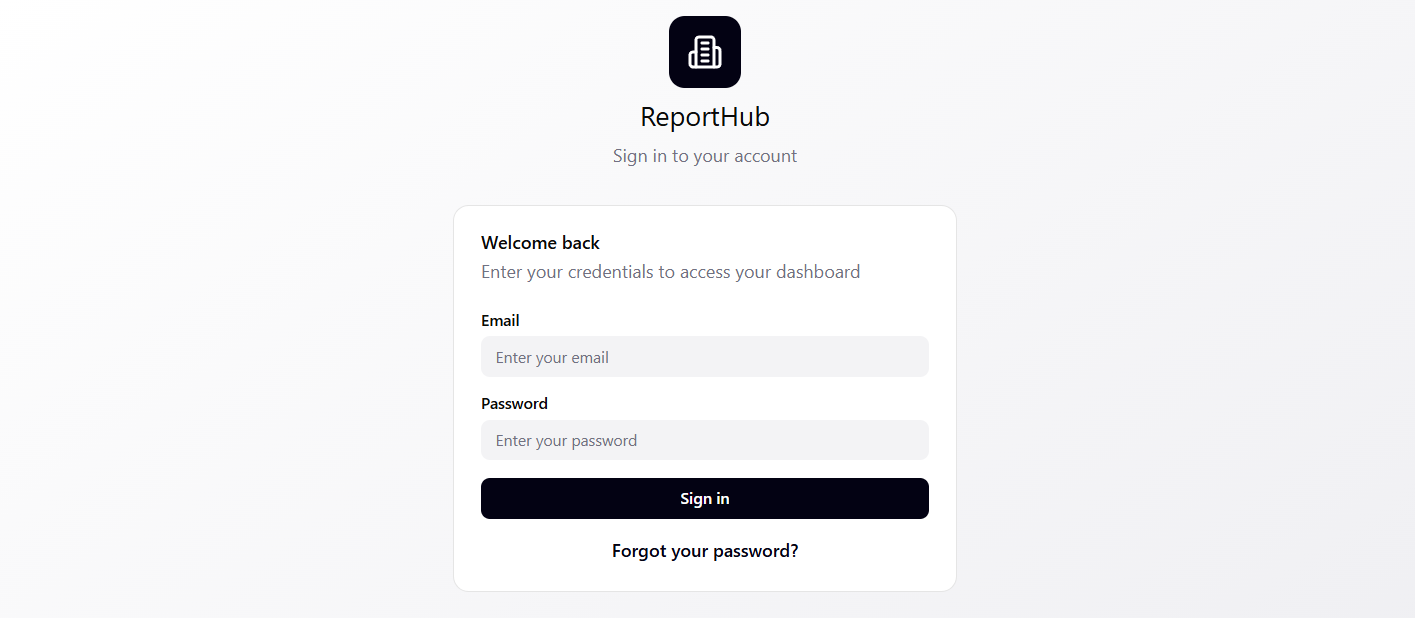 ReportHub
Sign in to your account
Welcome back
Enter your credentials to access your dashboard
Email
Enter your email
Password
Enter your password
Sign in
Forgot your password?